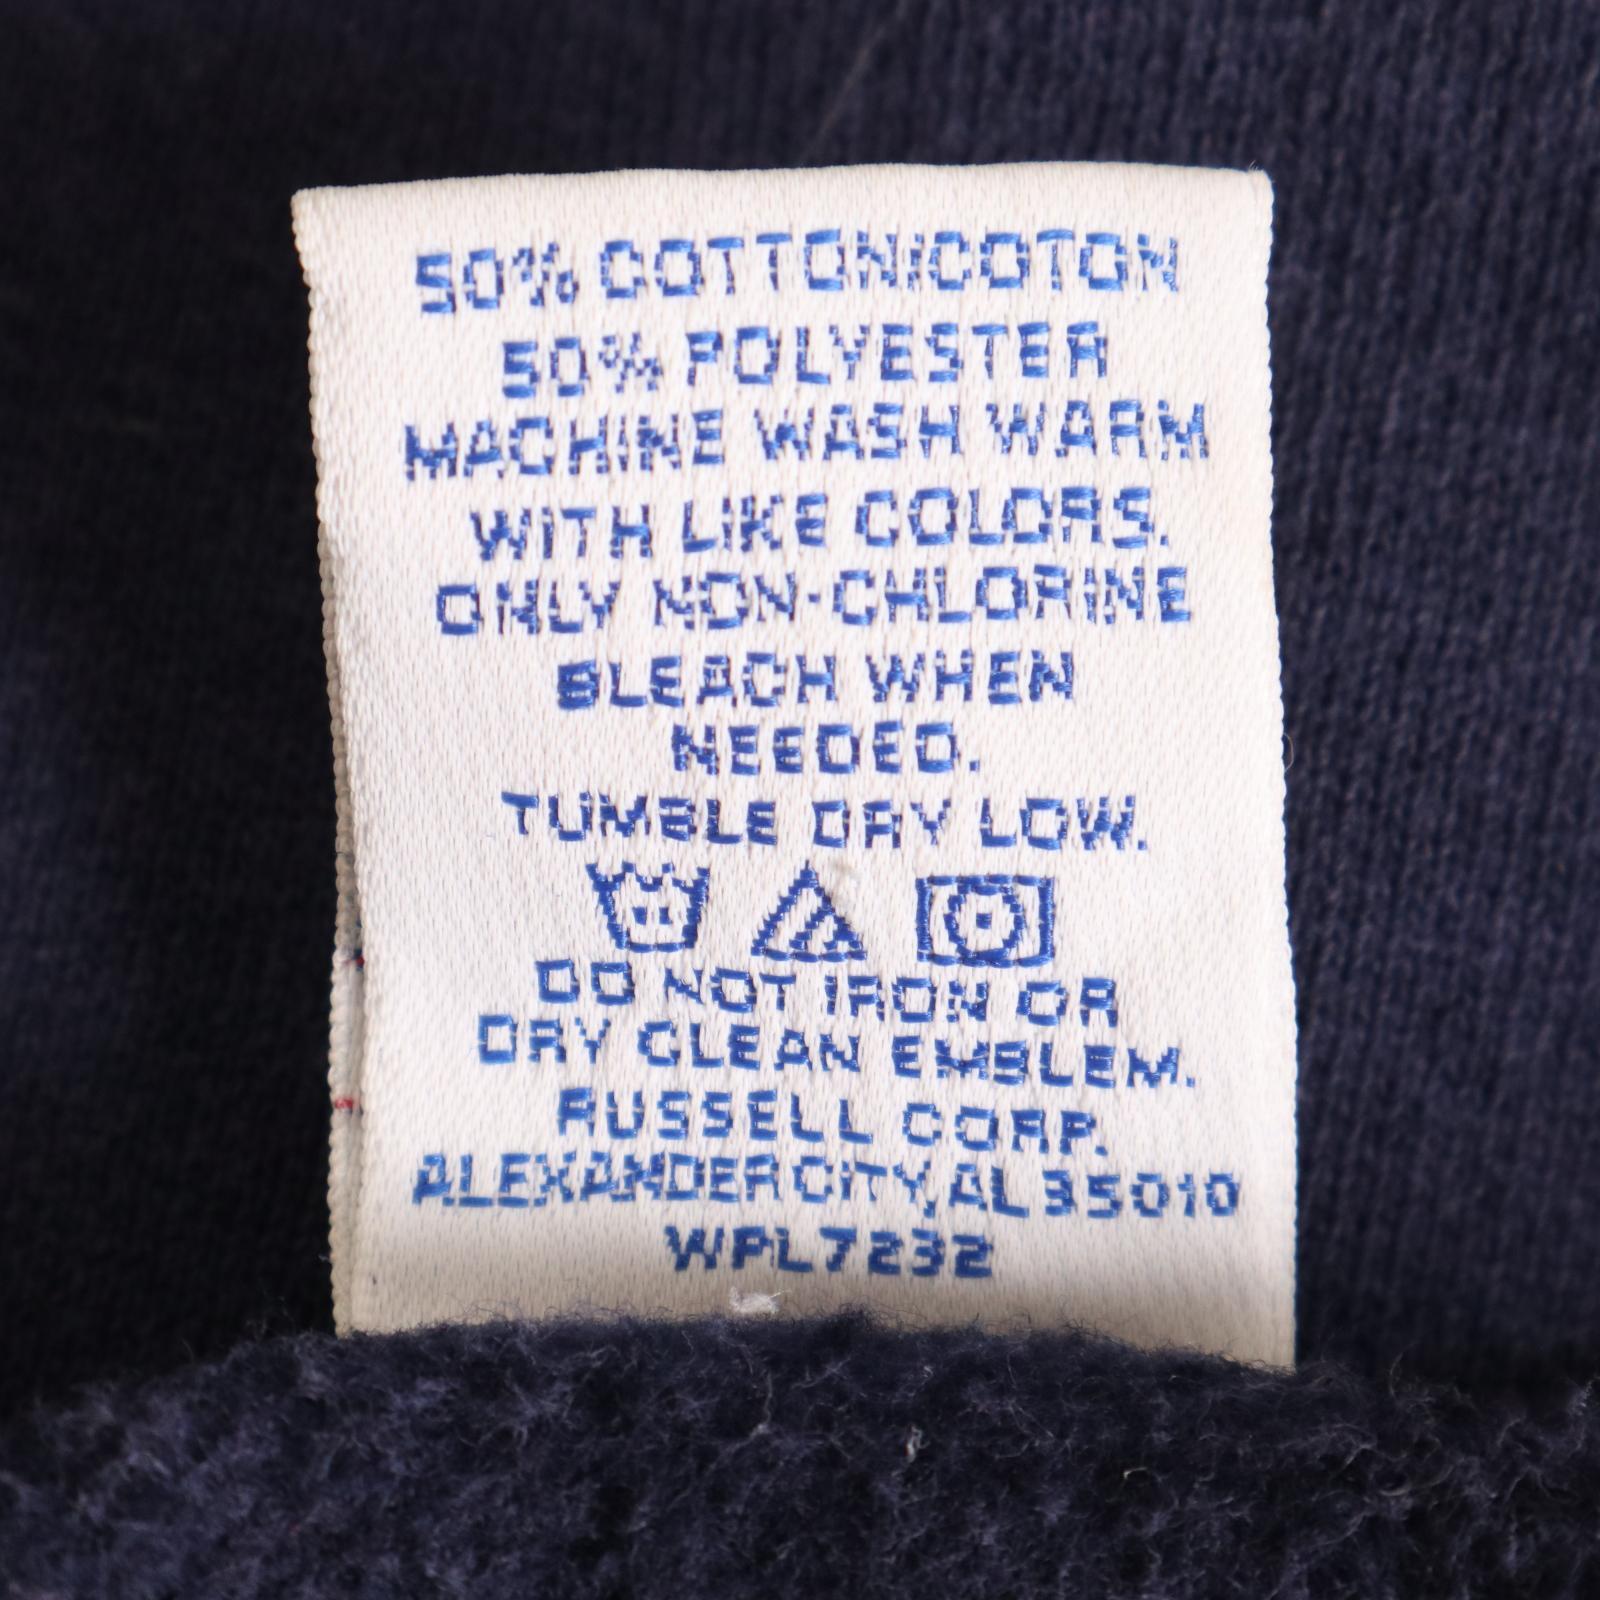 50% COTTON/COTON
50% POLYESTER
MACHINE WASH WARM
WITH LIKE COLORS.
ONLY NON-CHLORINE
BLEACH WHEN
NEEDED.
TUMBLE DRY LOW.
DO NOT IRON OR
DRY CLEAN EMBLEM.
RUSSELL CORP.
ALEXANDER CITY, AL 35010
WPL7232